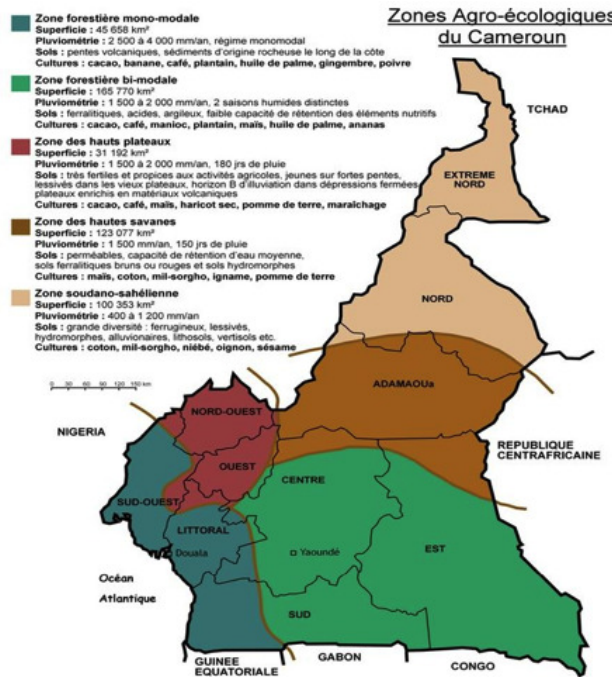 Zones Agro-écologiques
du Cameroun
Zone forestière mono-modale
Superficie : 45 658 km²
Pluviométrie : 2 500 à 4 000 mm/an, régime monomodal
Sols : pentes volcaniques, sédiments d'origine rocheuse le long de la côte
Cultures : cacao, banane, café, plantain, huile de palme, gingembre, poivre
Zone forestière bi-modale
Superficie : 165 770 km²
Pluviométrie : 1 500 à 2 000 mm/an, 2 saisons humides distinctes
Sols : ferralitiques, acides, argileux, faible capacité de rétention des éléments nutritifs
Cultures : cacao, café, manioc, plantain, maïs, huile de palme, ananas
Zone des hauts plateaux
Superficie : 31 192 km²
Pluviométrie : 1 500 à 2 000 mm/an, 180 jrs de pluie
Sols : très fertiles et propices aux activités agricoles, jeunes sur fortes pentes,
lessivés dans les vieux plateaux, horizon B d'illuviation dans dépressions fermées
plateaux enrichis en matériaux volcaniques
Cultures : cacao, café, maïs, haricot sec, pomme de terre, maraîchage
Zone des hautes savanes
Superficie : 123 077 km²
Pluviométrie : 1 500 mm/an, 150 jrs de pluie
Sols : perméables, capacité de rétention d'eau moyenne,
sols ferralitiques bruns ou rouges et sols hydromorphes
Cultures : maïs, coton, mil-sorgho, igname, pomme de terre
Zone soudano-sahélienne
Superficie : 100 353 km²
Pluviométrie : 400 à 1 200 mm/an
Sols : grande diversité : ferrugineux, lessivés,
hydromorphes, alluvionaires, lithosols, vertisols etc.
Cultures : coton, mil-sorgho, niébé, oignon, sésame
0 30 60 90 120 150 km
TCHAD
EXTREME
NORD
NORD
ADAMAOUa
NORD-OUEST
NIGERIA
REPUBLIQUE
CENTRAFRICAINE
OUEST
CENTRE
SUD-OUEST
LITTORAL
Douala
Yaoundé
EST
Océan
Atlantique
SUD
GUINEE
EQUATORIALE
GABON
CONGO